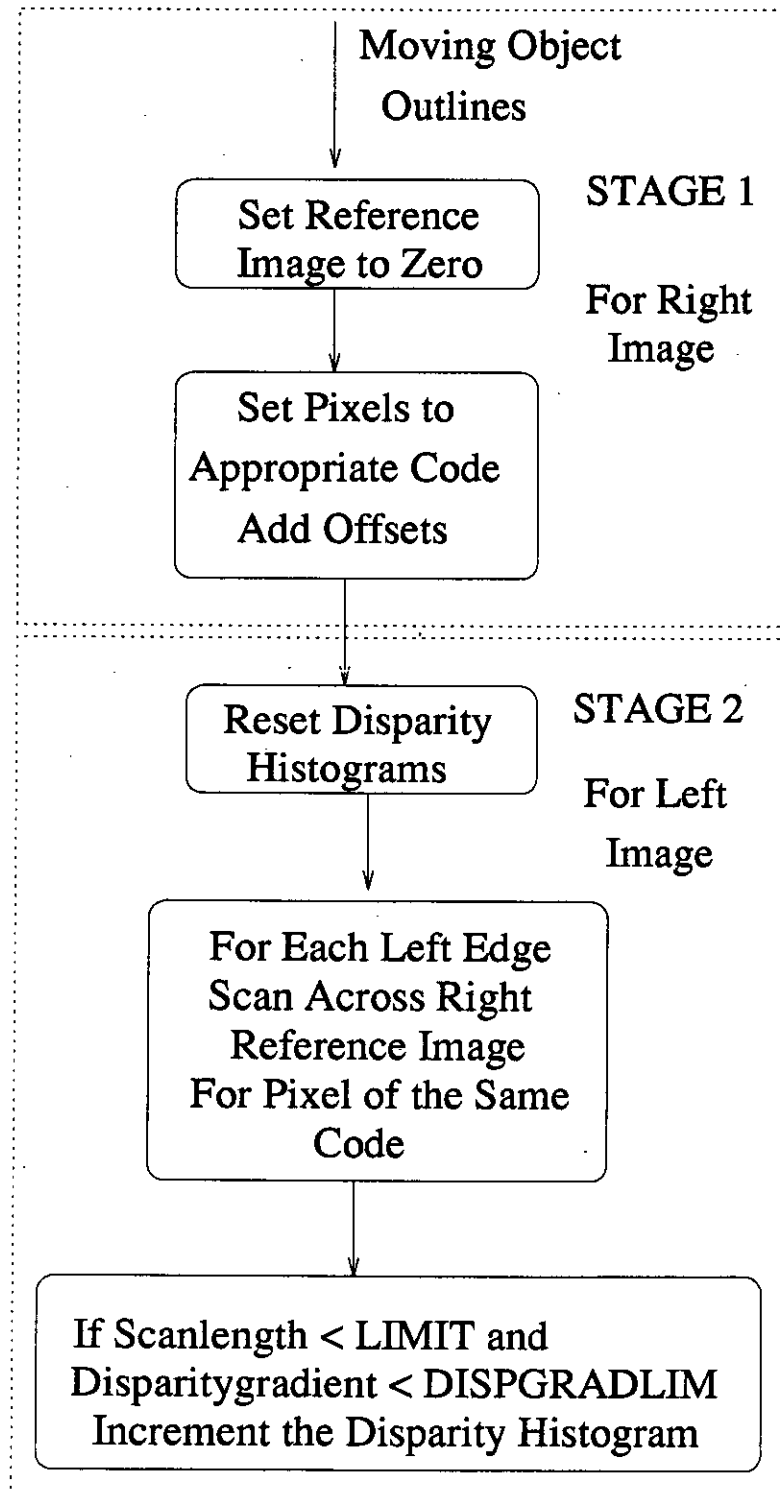 Moving Object
Outlines
STAGE 1
Set Reference
Image to Zero
For Right
Image
Set Pixels to
Appropriate Code
Add Offsets
STAGE 2
Reset Disparity
Histograms
For Left
Image
For Each Left Edge
Scan Across Right
Reference Image
For Pixel of the Same
Code
If Scanlength < LIMIT and
Disparitygradient < DISPGRADLIM
Increment the Disparity Histogram